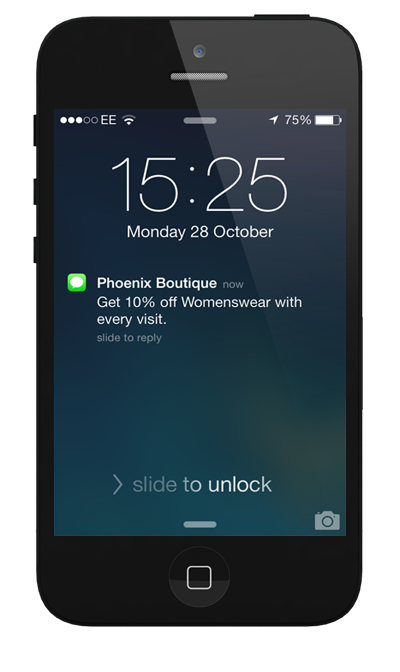 EE 75%
15:25
Monday 28 October
Phoenix Boutique now
Get 10% off Womenswear with
every visit.
slide to reply
slide to unlock